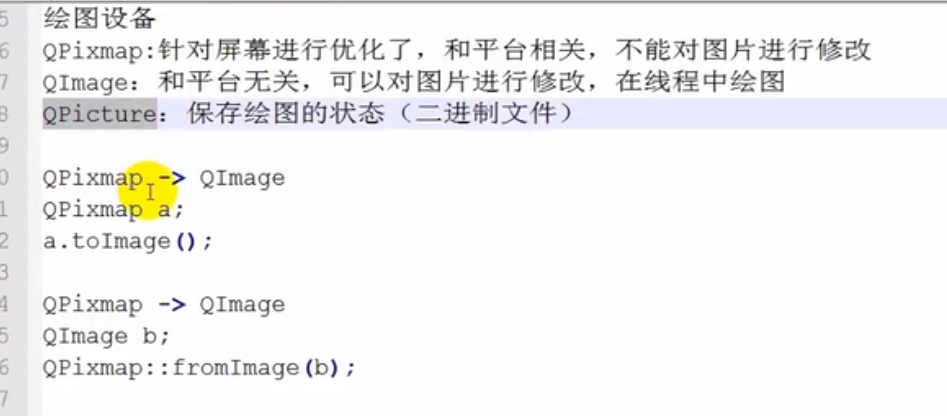 5 绘图设备
6 QPixmap:针对屏幕进行优化了，和平台相关，不能对图片进行修改
7 QImage：和平台无关，可以对图片进行修改，在线程中绘图
8 QPicture：保存绘图的状态（二进制文件）
9
0 QPixmap -> QImage
1 QPixmap a;
2 a.toImage();
3
4 QPixmap -> QImage
5 QImage b;
6 QPixmap::fromImage(b);
7